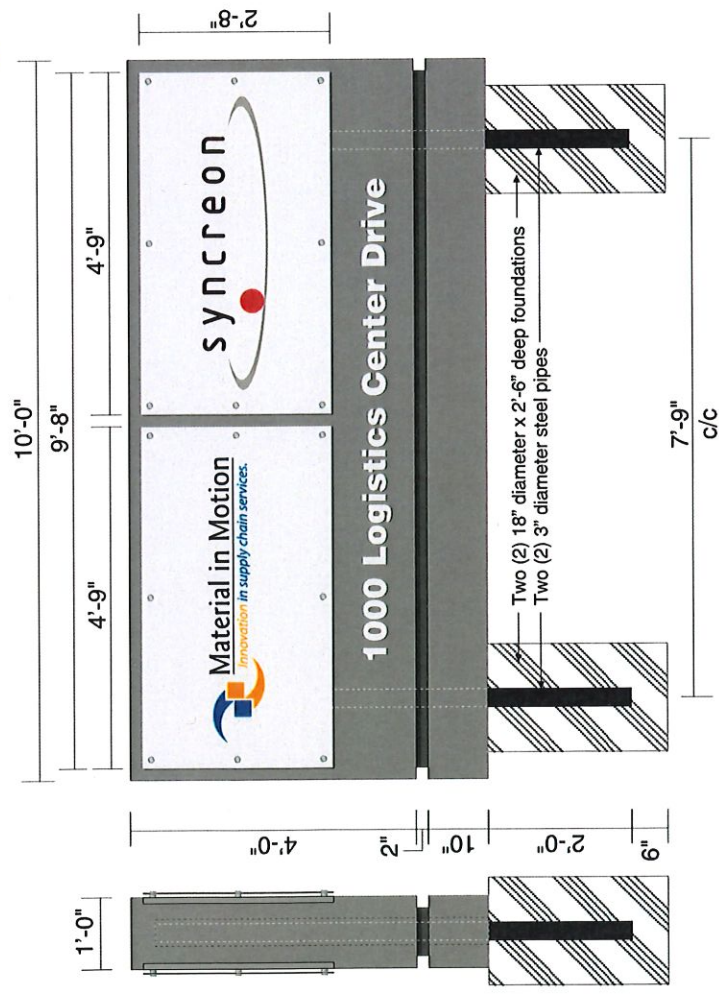 10'-0"
9'-8"
4'-9"
4'-9"
2'-8"
Material in Motion
Innovation in supply chain services.
syncreon
1000 Logistics Center Drive
Two (2) 18" diameter x 2'-6" deep foundations
Two (2) 3" diameter steel pipes
7'-9"
c/c
1'-0"
4'-0"
2"
10"
2'-0"
6"